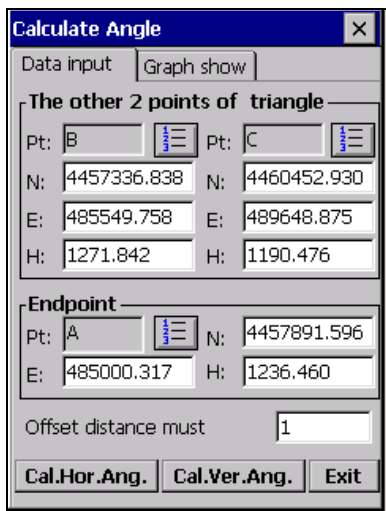 Calculate Angle
Data input Graph show
The other 2 points of triangle
Pt: B Pt: C
N: 4457336.838 N: 4460452.930
E: 485549.758 E: 489648.875
H: 1271.842 H: 1190.476
Endpoint
Pt: A N: 4457891.596
E: 485000.317 H: 1236.460
Offset distance must 1
Cal.Hor.Ang. Cal.Ver.Ang. Exit